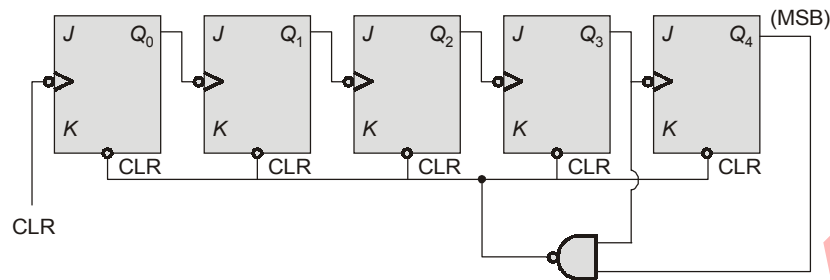 (MSB)
J Q0 J Q1 J Q2 J Q3 J Q4
K K K K K
CLR CLR CLR CLR CLR
CLR